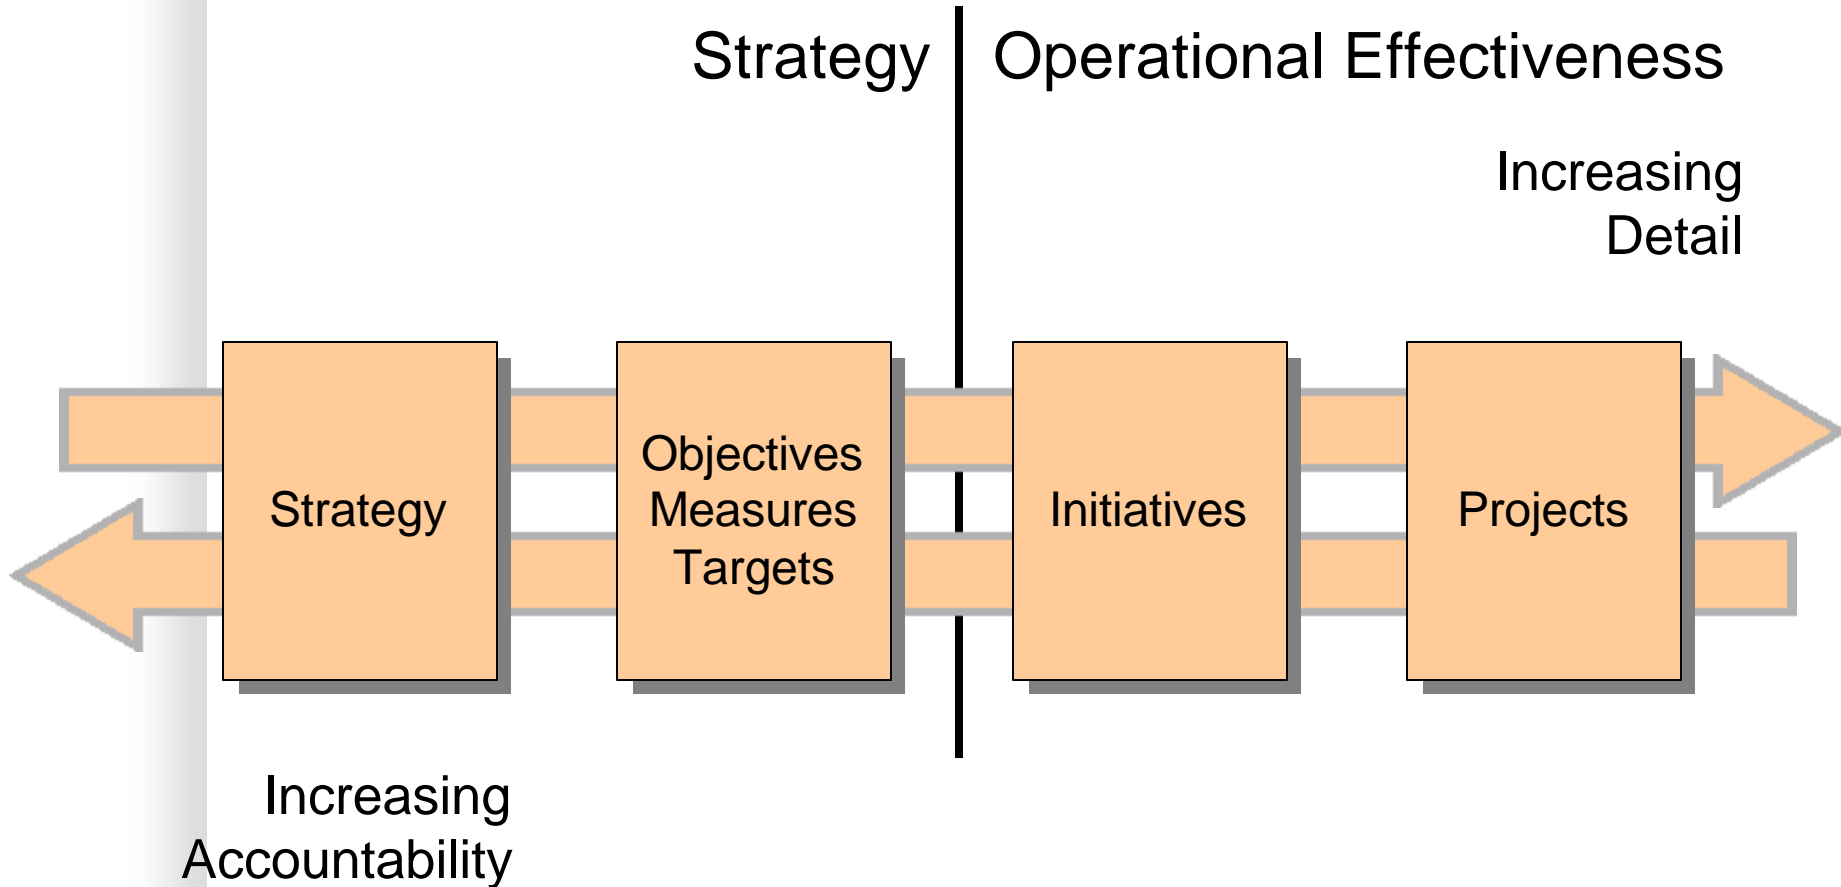 Strategy
Operational Effectiveness
Increasing
Detail
Strategy
Objectives
Measures
Targets
Initiatives
Projects
Increasing
Accountability